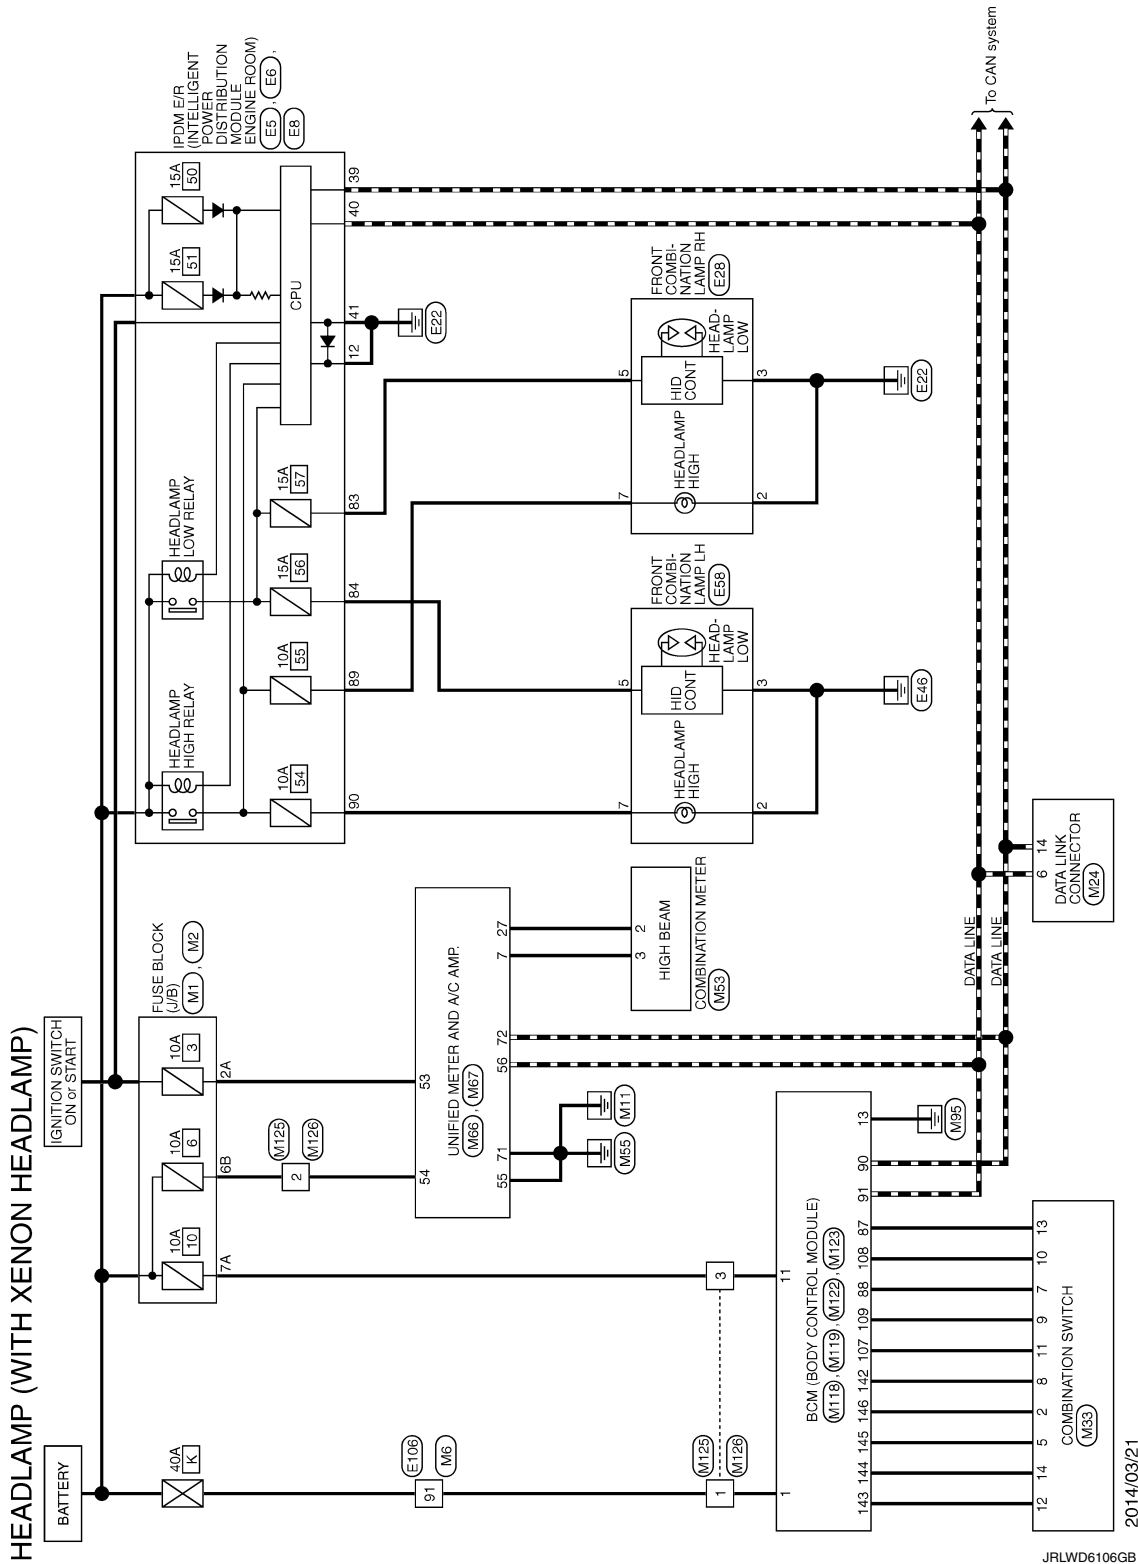 HEADLAMP (WITH XENON HEADLAMP)
BATTERY
IGNITION SWITCH
ON or START
40A
K
FUSE BLOCK
(J/B)
M1 , M2
10A
10
10A
6
10A
3
7A
6B
2A
E106
M6
91
M125
M126
2
M125
M126
1
3
IPDM E/R
(INTELLIGENT
POWER
DISTRIBUTION
MODULE
ENGINE ROOM)
E5 , E6 ,
E8
HEADLAMP
HIGH RELAY
HEADLAMP
LOW RELAY
15A
51
15A
50
CPU
10A
54
10A
55
15A
56
15A
57
90
89
84
83
12
41
40
39
E22
UNIFIED METER AND A/C AMP.
M66 , M67
54
53
55
71
56
72
7
27
M55
M11
3
2
HIGH BEAM
COMBINATION METER
M53
FRONT
COMBI-
NATION
LAMP LH
E58
7
5
HEADLAMP
HIGH
HID
CONT
HEAD-
LAMP
LOW
2
3
E46
FRONT
COMBI-
NATION
LAMP RH
E28
7
5
HEADLAMP
HIGH
HID
CONT
HEAD-
LAMP
LOW
2
3
E22
1
11
BCM (BODY CONTROL MODULE)
M118 , M119 , M122 , M123
143
144
145
146
142
107
109
88
108
87
91
90
13
M95
12
14
5
2
8
11
9
7
10
13
COMBINATION SWITCH
M33
DATA LINE
DATA LINE
6
14
DATA LINK
CONNECTOR
M24
To CAN system
2014/03/21
JRLWD6106GB